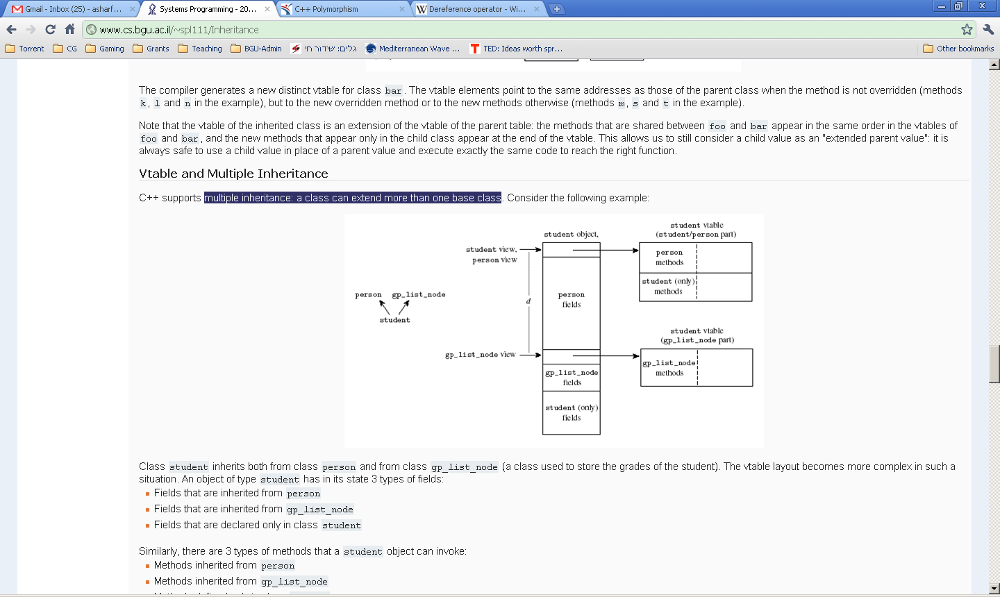 Gmail - Inbox (25) - asharf...
Systems Programming - 20...
C++ Polymorphism
Dereference operator - Wi...
www.cs.bgu.ac.il/~spl111/Inheritance
Torrent
CG
Gaming
Grants
Teaching
BGU-Admin
גלים: שידור חי
Mediterranean Wave ...
TED: Ideas worth spr...
Other bookmarks
The compiler generates a new distinct vtable for class bar. The vtable elements point to the same addresses as those of the parent class when the method is not overridden (methods
k, l and n in the example), but to the new overridden method or to the new methods otherwise (methods m, s and t in the example).
Note that the vtable of the inherited class is an extension of the vtable of the parent table: the methods that are shared between foo and bar appear in the same order in the vtables of
foo and bar, and the new methods that appear only in the child class appear at the end of the vtable. This allows us to still consider a child value as an "extended parent value": it is
always safe to use a child value in place of a parent value and execute exactly the same code to reach the right function.
Vtable and Multiple Inheritance
C++ supports multiple inheritance: a class can extend more than one base class. Consider the following example:
person gp_list_node
student
student view,
person view
d
gp_list_node view
student object,
person
fields
gp_list_node
fields
student (only)
fields
student vtable
(student/person part)
person
methods
student (only)
methods
student vtable
(gp_list_node part)
gp_list_node
methods
Class student inherits both from class person and from class gp_list_node (a class used to store the grades of the student). The vtable layout becomes more complex in such a
situation. An object of type student has in its state 3 types of fields:
Fields that are inherited from person
Fields that are inherited from gp_list_node
Fields that are declared only in class student
Similarly, there are 3 types of methods that a student object can invoke:
Methods inherited from person
Methods inherited from gp_list_node